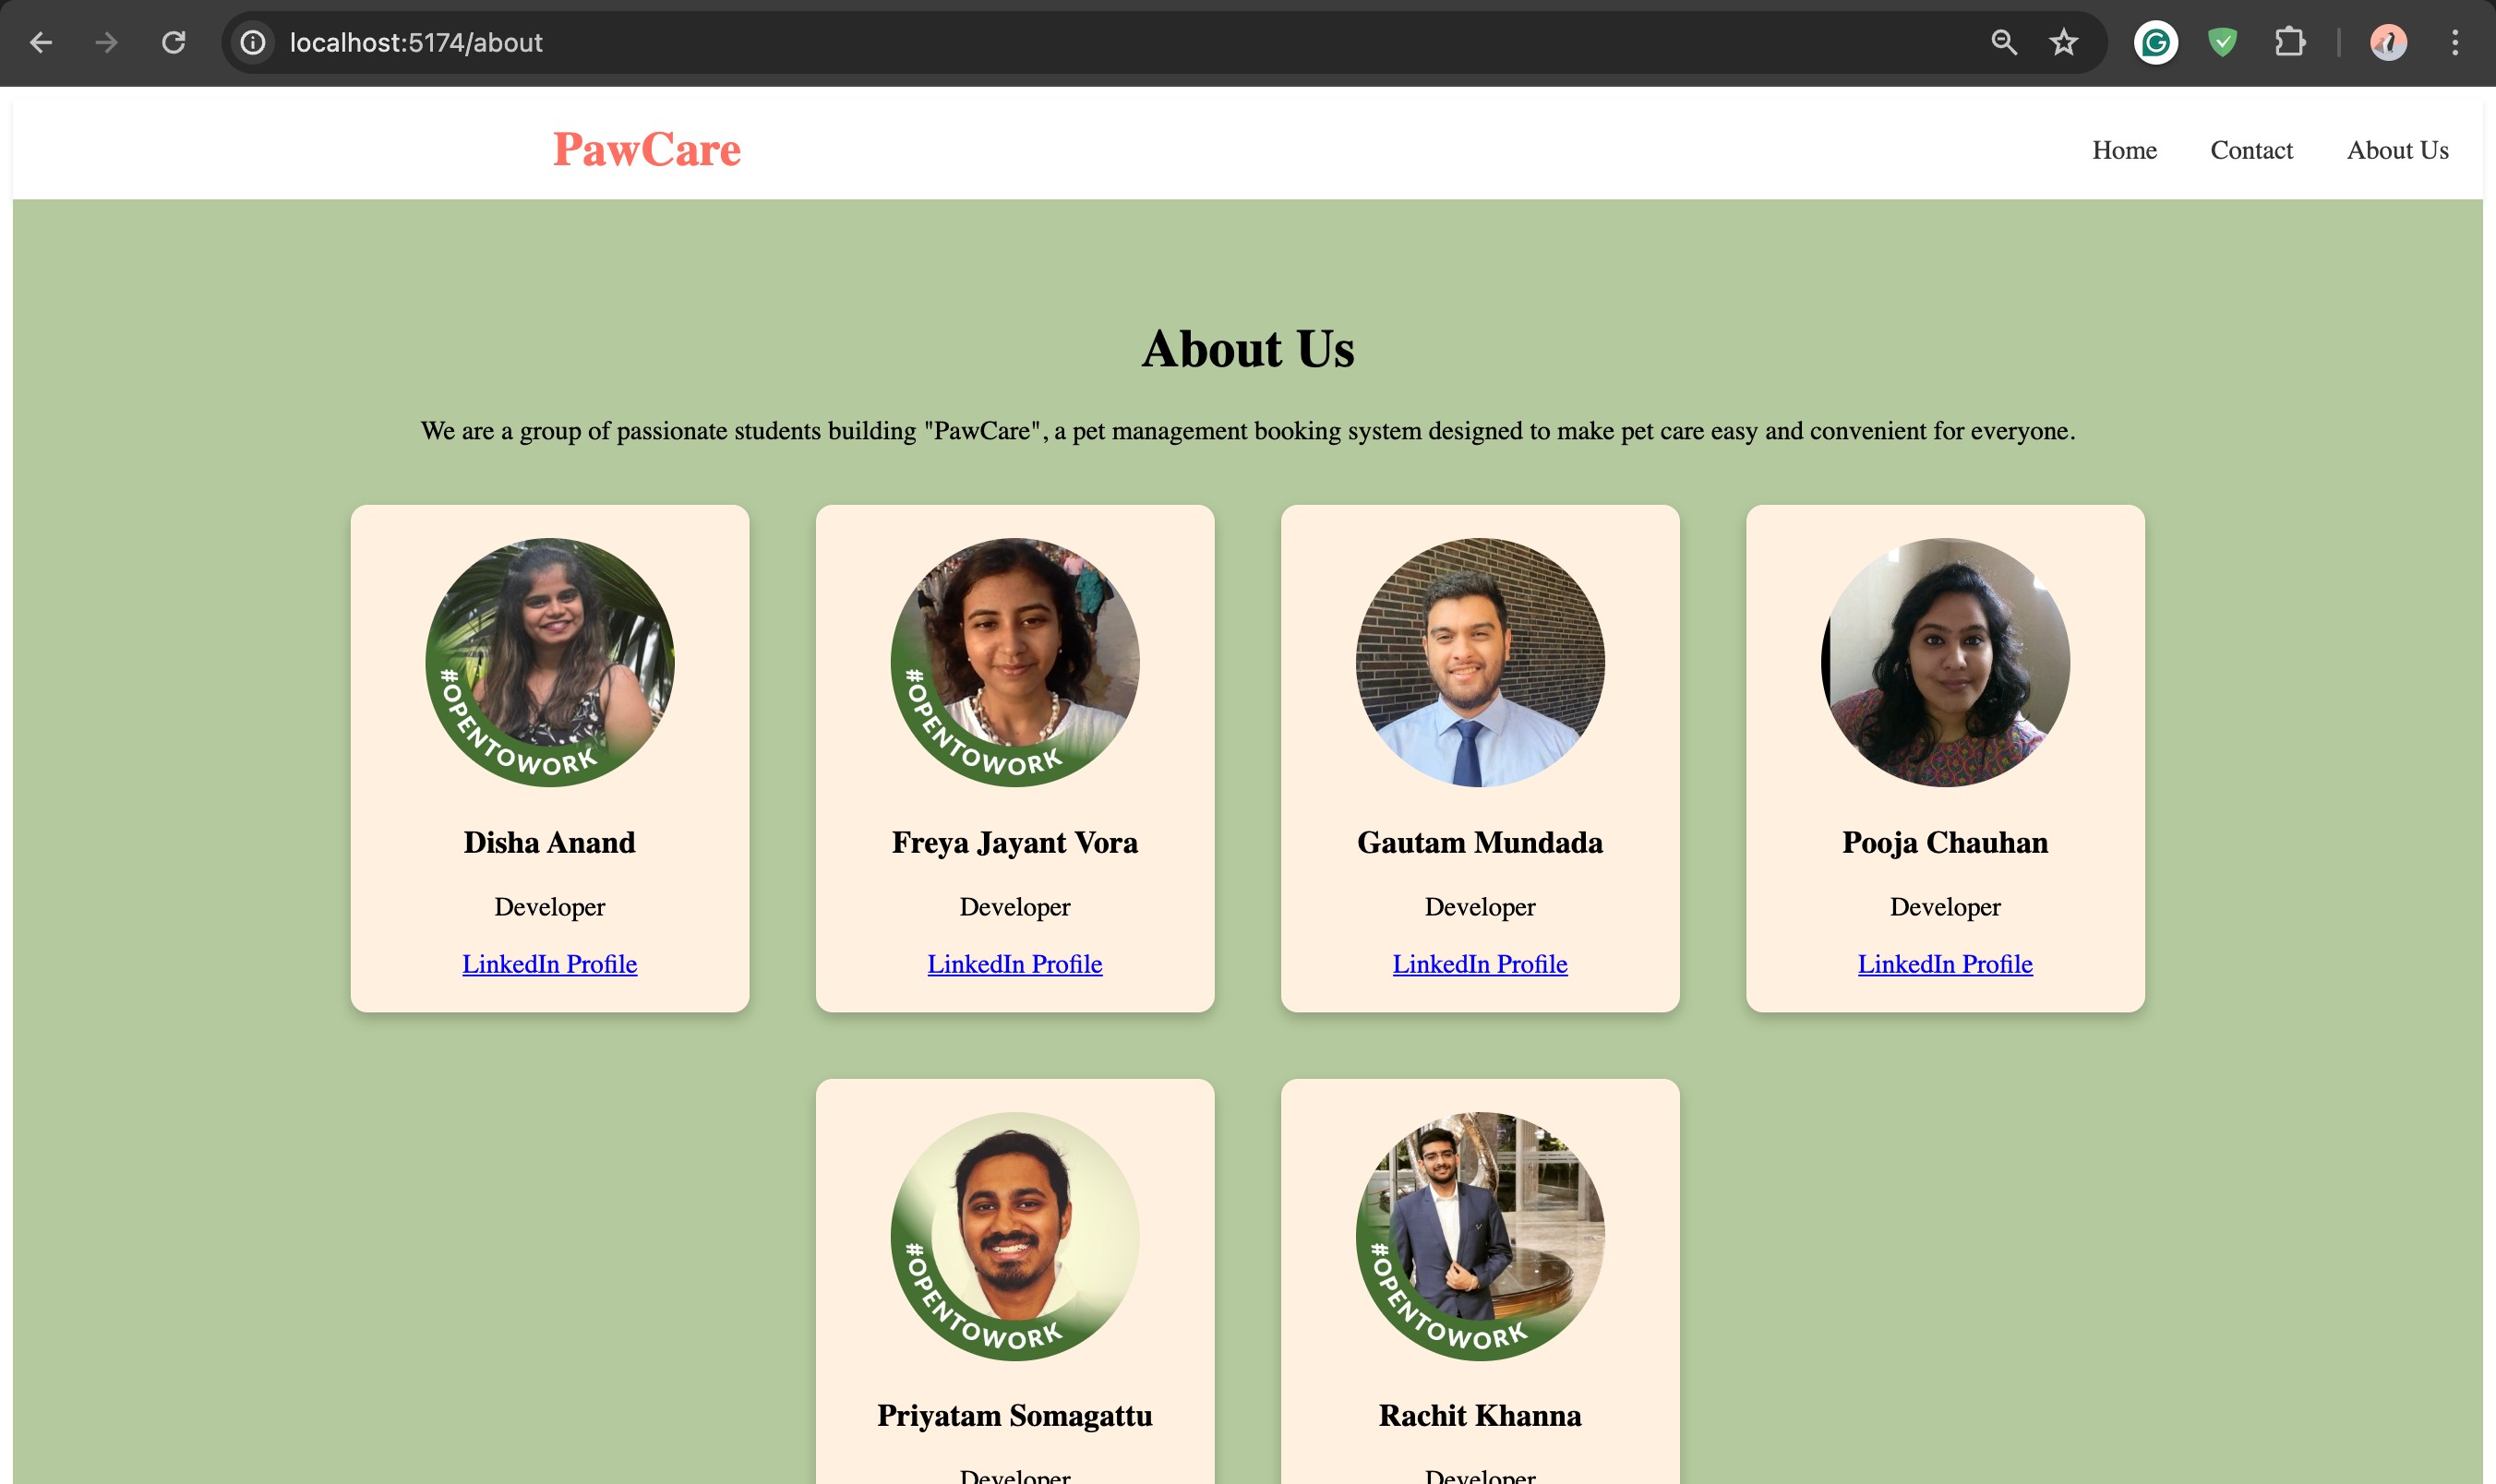 localhost:5174/about
PawCare
Home Contact About Us
About Us
We are a group of passionate students building "PawCare", a pet management booking system designed to make pet care easy and convenient for everyone.
#OPENTOWORK #OPENTOWORK
Disha Anand Freya Jayant Vora Gautam Mundada Pooja Chauhan
Developer Developer Developer Developer
LinkedIn Profile LinkedIn Profile LinkedIn Profile LinkedIn Profile
#OPENTOWORK #OPENTOWORK
Priyatam Somagattu Rachit Khanna
Developer Developer